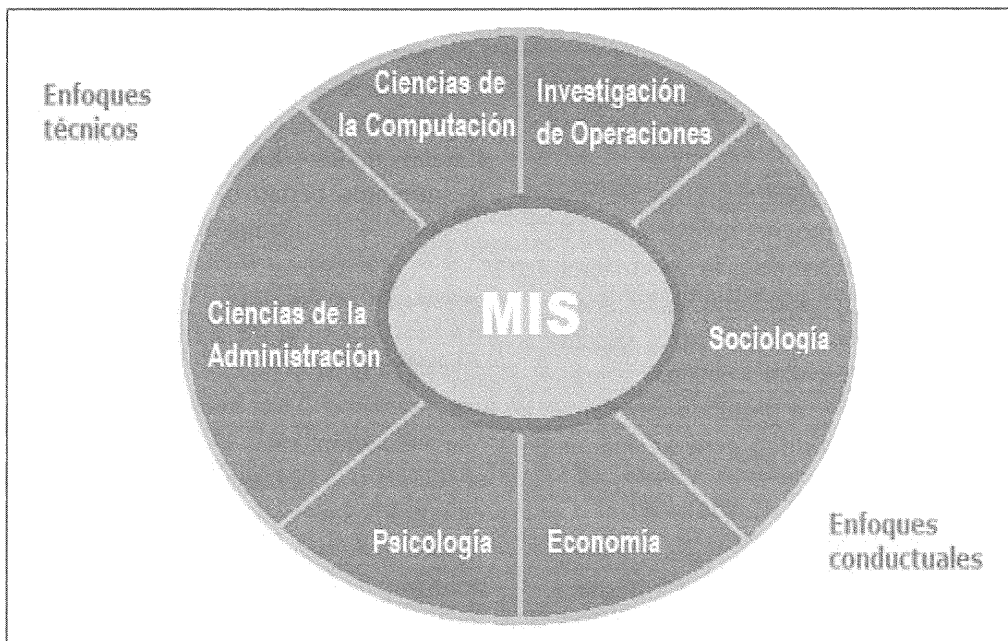 Enfoques
técnicos
Ciencias de
la Computación
Investigación
de Operaciones
Ciencias de la
Administración
MIS
Sociología
Psicología
Economía
Enfoques
conductuales